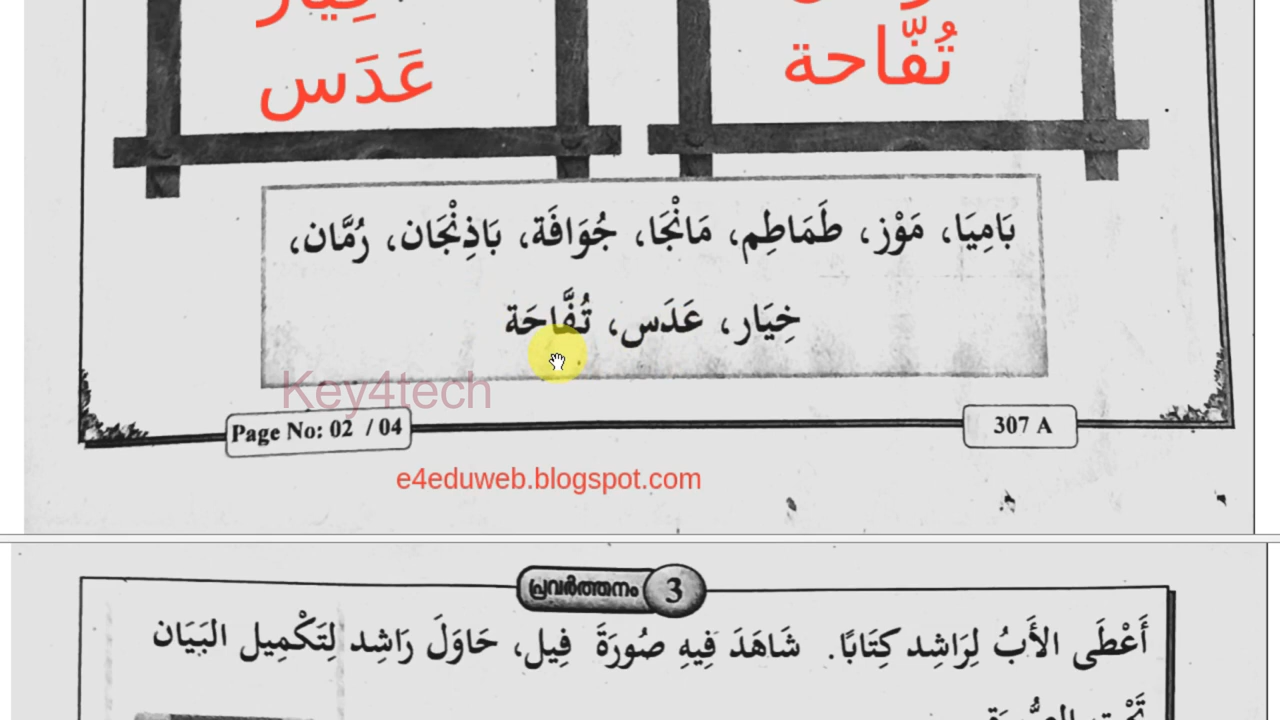 تُفَّاحة
عَدَس
بَامِيَا، مَوْز، طَمَاطِم، مَانْجَا، جُوَافَة، بَاذِنْجَان، رُمَّان،
خِيَار، عَدَس، تُفَّاحَة
Key4tech
Page No: 02 / 04
307 A
e4eduweb.blogspot.com
പ്രവർത്തനം 3
أَعْطَى الأَبُ لِرَاشِد كِتَابًا. شَاهَدَ فِيهِ صُورَةَ فِيل، حَاوَلَ رَاشِد لِتَكْمِيل البَيَان